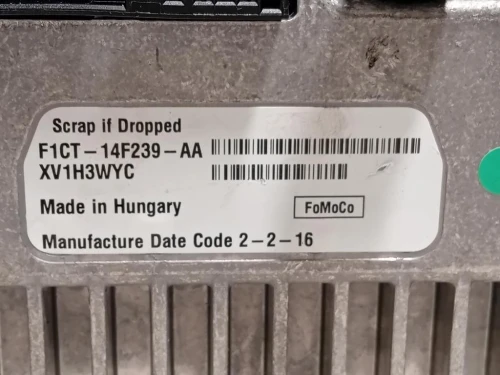 Scrap if Dropped
F1CT-14F239-AA
XV1H3WYC
Made in Hungary FoMoCo
Manufacture Date Code 2-2-16